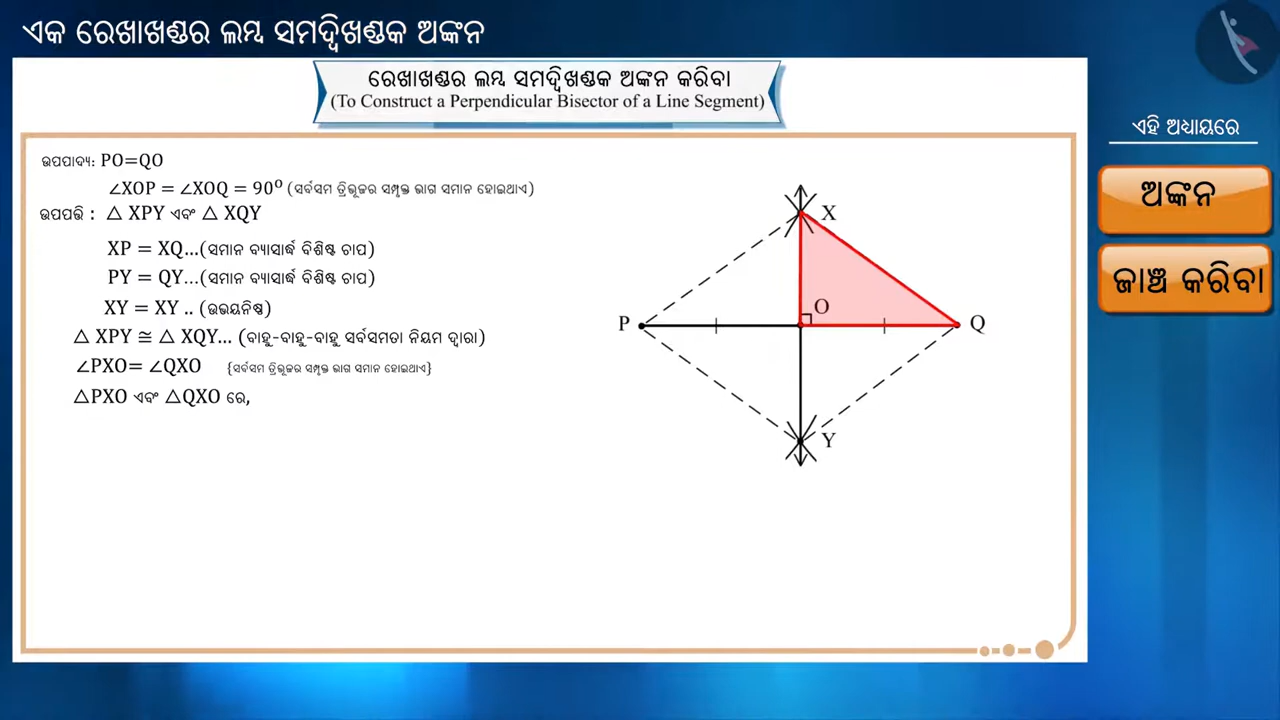 ଏକ ରେଖାଖଣ୍ଡର ଲମ୍ବ ସମଦ୍ୱିଖଣ୍ଡକ ଅଙ୍କନ
ରେଖାଖଣ୍ଡର ଲମ୍ବ ସମଦ୍ୱିଖଣ୍ଡକ ଅଙ୍କନ କରିବା
(To Construct a Perpendicular Bisector of a Line Segment)
ଏହି ଅଧ୍ୟାୟରେ
ଅଙ୍କନ
ଜାଞ୍ଚ କରିବା
ଉପପାଦ୍ୟ: PO=QO
∠XOP = ∠XOQ = 90⁰ (ସର୍ବସମ ତ୍ରିଭୂଜର ସମ୍ପୃକ୍ତ ଭାଗ ସମାନ ହୋଇଥାଏ)
ଉପପତ୍ତି : △ XPY ଏବଂ △ XQY
XP = XQ...(ସମାନ ବ୍ୟାସାର୍ଦ୍ଧ ବିଶିଷ୍ଟ ଚାପ)
PY = QY...(ସମାନ ବ୍ୟାସାର୍ଦ୍ଧ ବିଶିଷ୍ଟ ଚାପ)
XY = XY .. (ଉଭୟନିଷ୍ଠ)
△ XPY ≅ △ XQY... (ବାହୁ-ବାହୁ-ବାହୁ ସର୍ବସମତା ନିୟମ ଦ୍ୱାରା)
∠PXO= ∠QXO {ସର୍ବସମ ତ୍ରିଭୂଜର ସମ୍ପୃକ୍ତ ଭାଗ ସମାନ ହୋଇଥାଏ}
△PXO ଏବଂ △QXO ରେ,
X
O
P
Q
Y